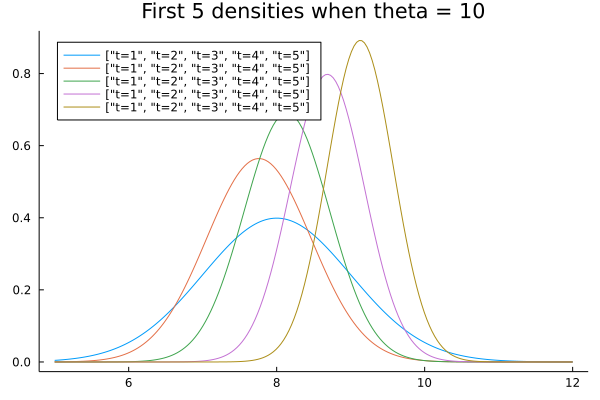 First 5 densities when theta = 10
["t=1", "t=2", "t=3", "t=4", "t=5"]
["t=1", "t=2", "t=3", "t=4", "t=5"]
["t=1", "t=2", "t=3", "t=4", "t=5"]
["t=1", "t=2", "t=3", "t=4", "t=5"]
["t=1", "t=2", "t=3", "t=4", "t=5"]
0.8
0.6
0.4
0.2
0.0
6 8 10 12